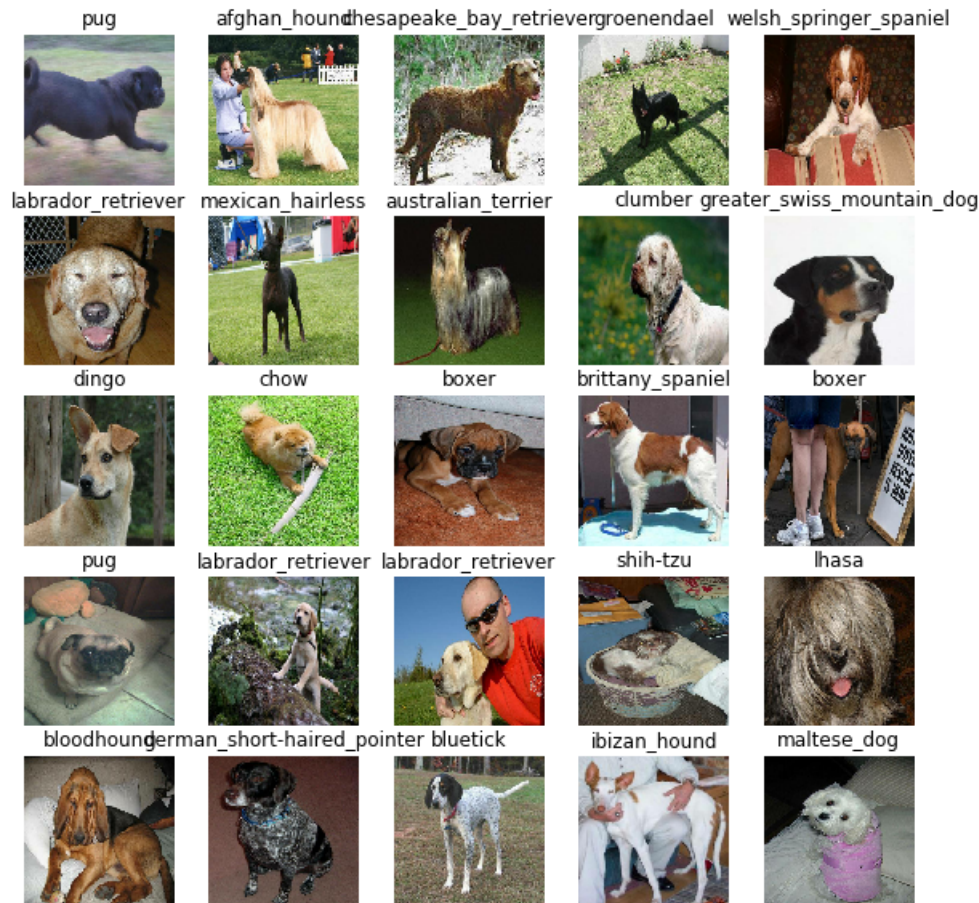 pug afghan_hound chesapeake_bay_retriever groenendael welsh_springer_spaniel
labrador_retriever mexican_hairless australian_terrier clumber greater_swiss_mountain_dog
dingo chow boxer brittany_spaniel boxer
pug labrador_retriever labrador_retriever shih-tzu lhasa
bloodhound german_short-haired_pointer bluetick ibizan_hound maltese_dog